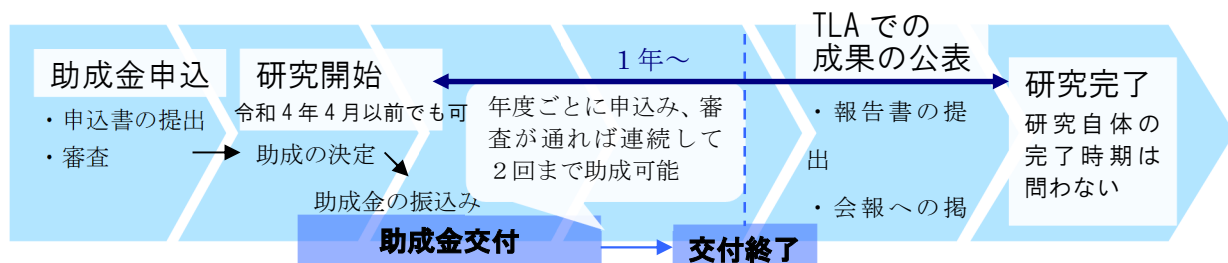 助成金申込
・申込書の提出
・審査
研究開始
令和4年4月以前でも可
助成の決定
助成金の振込み
助成金交付
1年～
年度ごとに申込み、審
査が通れば連続して
2回まで助成可能
交付終了
TLAでの
成果の公表
・報告書の提
出
・会報への掲
研究完了
研究自体の
完了時期は
問わない